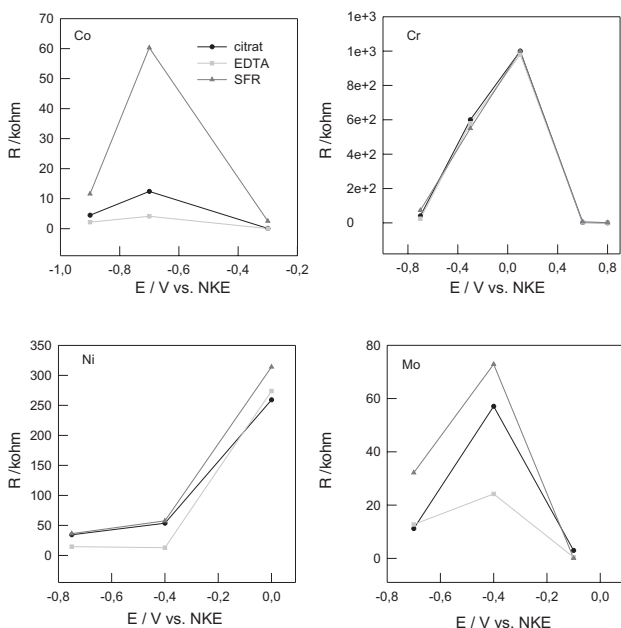 Co
citrat
EDTA
SFR
R /kohm
60
50
40
30
20
10
0
-1,0 -0,8 -0,6 -0,4 -0,2
E / V vs. NKE
Cr
R /kohm
1e+3
8e+2
6e+2
4e+2
2e+2
0
-0,8 -0,4 0,0 0,4 0,8
E / V vs. NKE
Ni
R /kohm
350
300
250
200
150
100
50
0
-0,8 -0,6 -0,4 -0,2 0,0
E / V vs. NKE
Mo
R /kohm
80
60
40
20
0
-0,8 -0,6 -0,4 -0,2 0,0
E / V vs. NKE